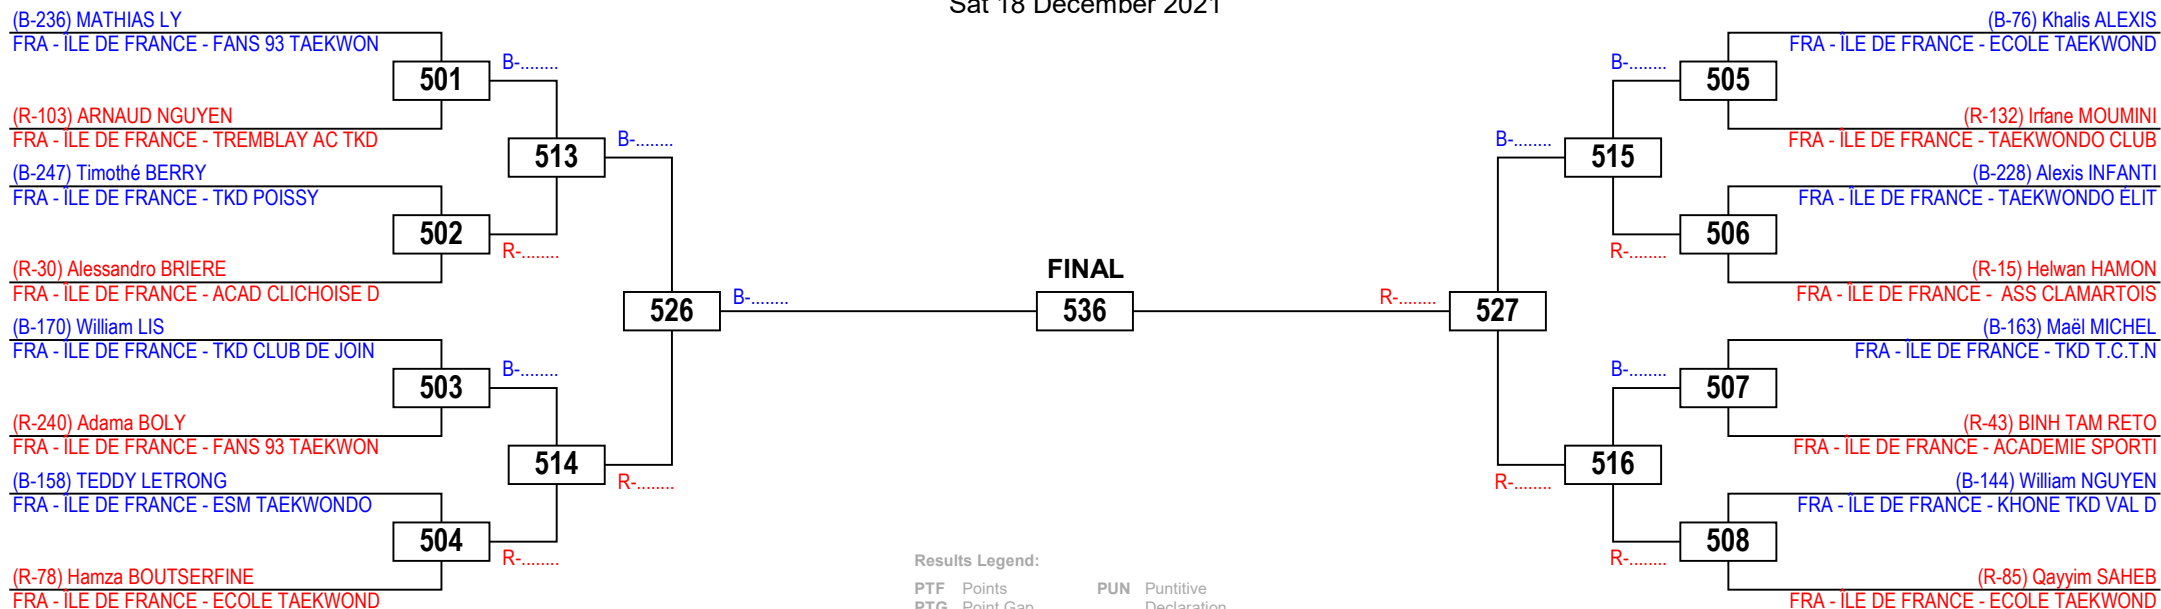 Sat 18 December 2021
(B-236) MATHIAS LY
FRA - ÎLE DE FRANCE - FANS 93 TAEKWON
501
B-........
(R-103) ARNAUD NGUYEN
FRA - ÎLE DE FRANCE - TREMBLAY AC TKD
513
B-........
(B-247) Timothé BERRY
FRA - ÎLE DE FRANCE - TKD POISSY
502
R-........
(R-30) Alessandro BRIERE
FRA - ÎLE DE FRANCE - ACAD CLICHOISE D
526
B-........
(B-170) William LIS
FRA - ÎLE DE FRANCE - TKD CLUB DE JOIN
503
B-........
(R-240) Adama BOLY
FRA - ÎLE DE FRANCE - FANS 93 TAEKWON
514
R-........
(B-158) TEDDY LETRONG
FRA - ÎLE DE FRANCE - ESM TAEKWONDO
504
R-........
(R-78) Hamza BOUTSERFINE
FRA - ÎLE DE FRANCE - ECOLE TAEKWOND
FINAL
536
(B-76) Khalis ALEXIS
FRA - ÎLE DE FRANCE - ECOLE TAEKWOND
B-........
505
(R-132) Irfane MOUMINI
FRA - ÎLE DE FRANCE - TAEKWONDO CLUB
B-........
515
(B-228) Alexis INFANTI
FRA - ÎLE DE FRANCE - TAEKWONDO ÉLIT
R-........
506
(R-15) Helwan HAMON
FRA - ÎLE DE FRANCE -  ASS CLAMARTOIS
R-........
527
(B-163) Maël MICHEL
FRA - ÎLE DE FRANCE - TKD T.C.T.N
B-........
507
(R-43) BINH TAM RETO
FRA - ÎLE DE FRANCE - ACADEMIE SPORTI
R-........
516
(B-144) William NGUYEN
FRA - ÎLE DE FRANCE - KHONE TKD VAL D
R-........
508
(R-85) Qayyim SAHEB
FRA - ÎLE DE FRANCE - ECOLE TAEKWOND
Results Legend:
PTF Points PUN Puntitive
PTG Point Gap Declaration